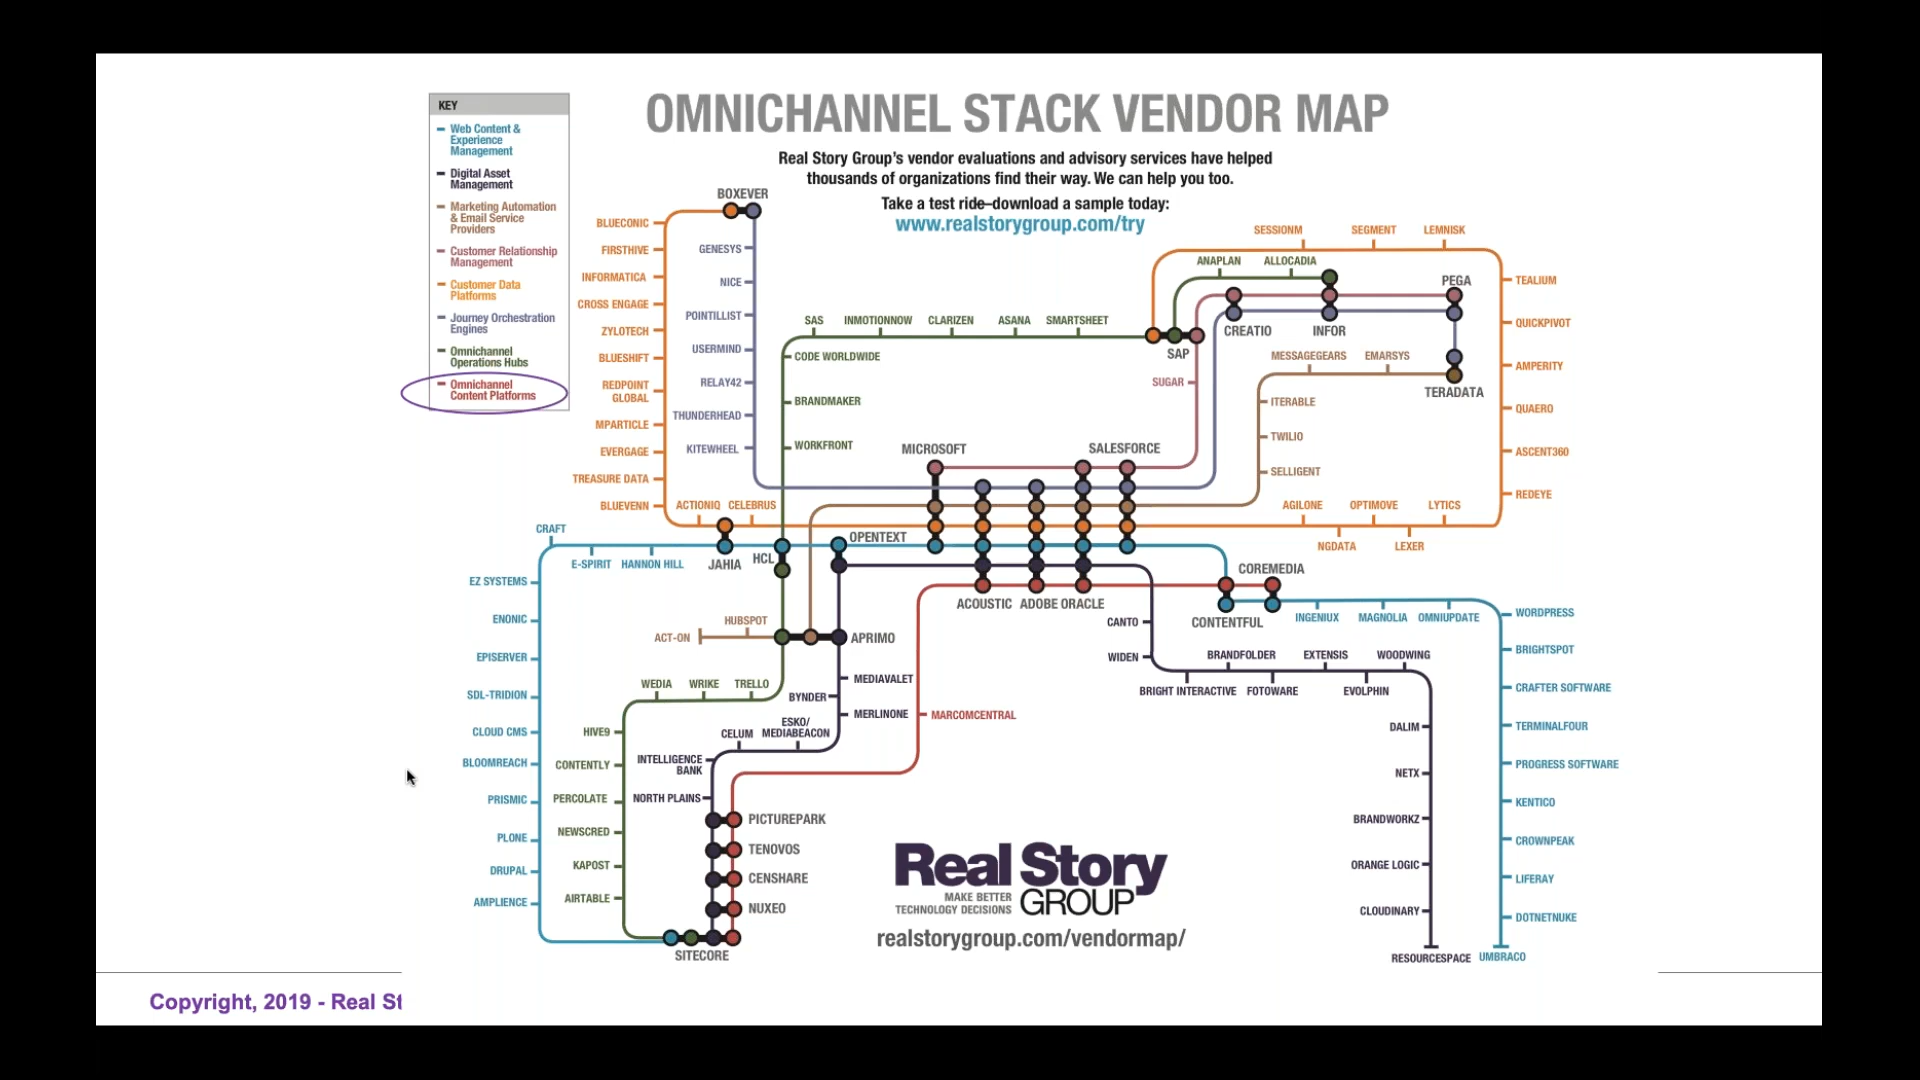 OMNICHANNEL STACK VENDOR MAP
Real Story Group's vendor evaluations and advisory services have helped
thousands of organizations find their way. We can help you too.
Take a test ride–download a sample today:
www.realstorygroup.com/try
KEY
Web Content &
Experience
Management
Digital Asset
Management
Marketing Automation
& Email Service
Providers
Customer Relationship
Management
Customer Data
Platforms
Journey Orchestration
Engines
Omnichannel
Operations Hubs
Omnichannel
Content Platforms
BOXEVER
BLUECONIC
FIRSTHIVE
INFORMATICA
CROSS ENGAGE
ZYLOTECH
BLUESHIFT
REDPOINT
GLOBAL
MPARTICLE
EVERGAGE
TREASURE DATA
BLUEVENN
ACTIONIQ
CELEBRUS
GENESYS
NICE
POINTILLIST
USERMIND
RELAY42
THUNDERHEAD
KITEWHEEL
SAS
INMOTIONNOW
CLARIZEN
ASANA
SMARTSHEET
CODE WORLDWIDE
BRANDMAKER
WORKFRONT
SESSIONM
SEGMENT
LEMNISK
ANAPLAN
ALLOCADIA
PEGA
CREATIO
INFOR
SAP
MESSAGEGEARS
EMARSYS
TERADATA
SUGAR
ITERABLE
TWILIO
SELLIGENT
TEALIUM
QUICKPIVOT
AMPERITY
QUAERO
ASCENT360
REDEYE
AGILONE
OPTIMOVE
LYTICS
NGDATA
LEXER
MICROSOFT
SALESFORCE
CRAFT
E-SPIRIT
HANNON HILL
JAHIA
HCL
OPENTEXT
ACOUSTIC
ADOBE
ORACLE
COREMEDIA
CONTENTFUL
INGENIUX
MAGNOLIA
OMNIUPDATE
EZ SYSTEMS
ENONIC
EPISERVER
SDL-TRIDION
CLOUD CMS
BLOOMREACH
PRISMIC
PLONE
DRUPAL
AMPLIENCE
HUBSPOT
ACT-ON
APRIMO
WEDIA
WRIKE
TRELLO
HIVE9
CONTENTLY
PERCOLATE
NEWSCRED
KAPOST
AIRTABLE
MEDIAVALET
BYNDER
MERLINONE
ESKO/
MEDIABEACON
CELUM
INTELLIGENCE
BANK
NORTH PLAINS
MARCOMCENTRAL
PICTUREPARK
TENOVOS
CENSHARE
NUXEO
SITECORE
CANTO
WIDEN
BRANDFOLDER
EXTENSIS
WOODWING
BRIGHT INTERACTIVE
FOTOWARE
EVOLPHIN
DALIM
NETX
BRANDWORKZ
ORANGE LOGIC
CLOUDINARY
RESOURCESPACE
WORDPRESS
BRIGHTSPOT
CRAFTER SOFTWARE
TERMINALFOUR
PROGRESS SOFTWARE
KENTICO
CROWNPEAK
LIFERAY
DOTNETNUKE
UMBRACO
Real Story
GROUP
MAKE BETTER
TECHNOLOGY DECISIONS
realstorygroup.com/vendormap/
Copyright, 2019 - Real St